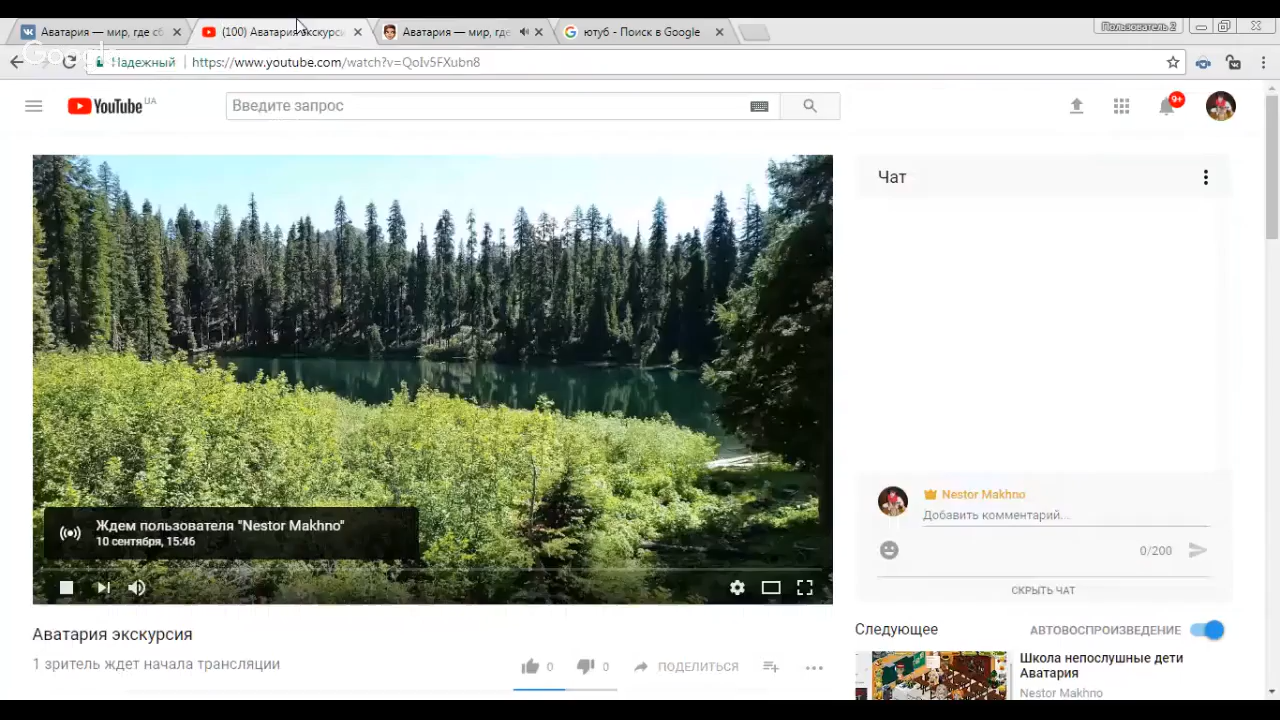 Аватария — мир, где сб
(100) Аватария экскурси
Аватария — мир, где
ютуб - Поиск в Google
Пользователь 2
Google
Надежный
https://www.youtube.com/watch?v=QoIv5FXubn8
YouTube UA
Введите запрос
9+
Чат
Ждем пользователя "Nestor Makhno"
10 сентября, 15:46
Nestor Makhno
Добавить комментарий...
0/200
СКРЫТЬ ЧАТ
Аватария экскурсия
1 зритель ждет начала трансляции
0
0
ПОДЕЛИТЬСЯ
Следующее
АВТОВОСПРОИЗВЕДЕНИЕ
Школа непослушные дети
Аватария
Nestor Makhno